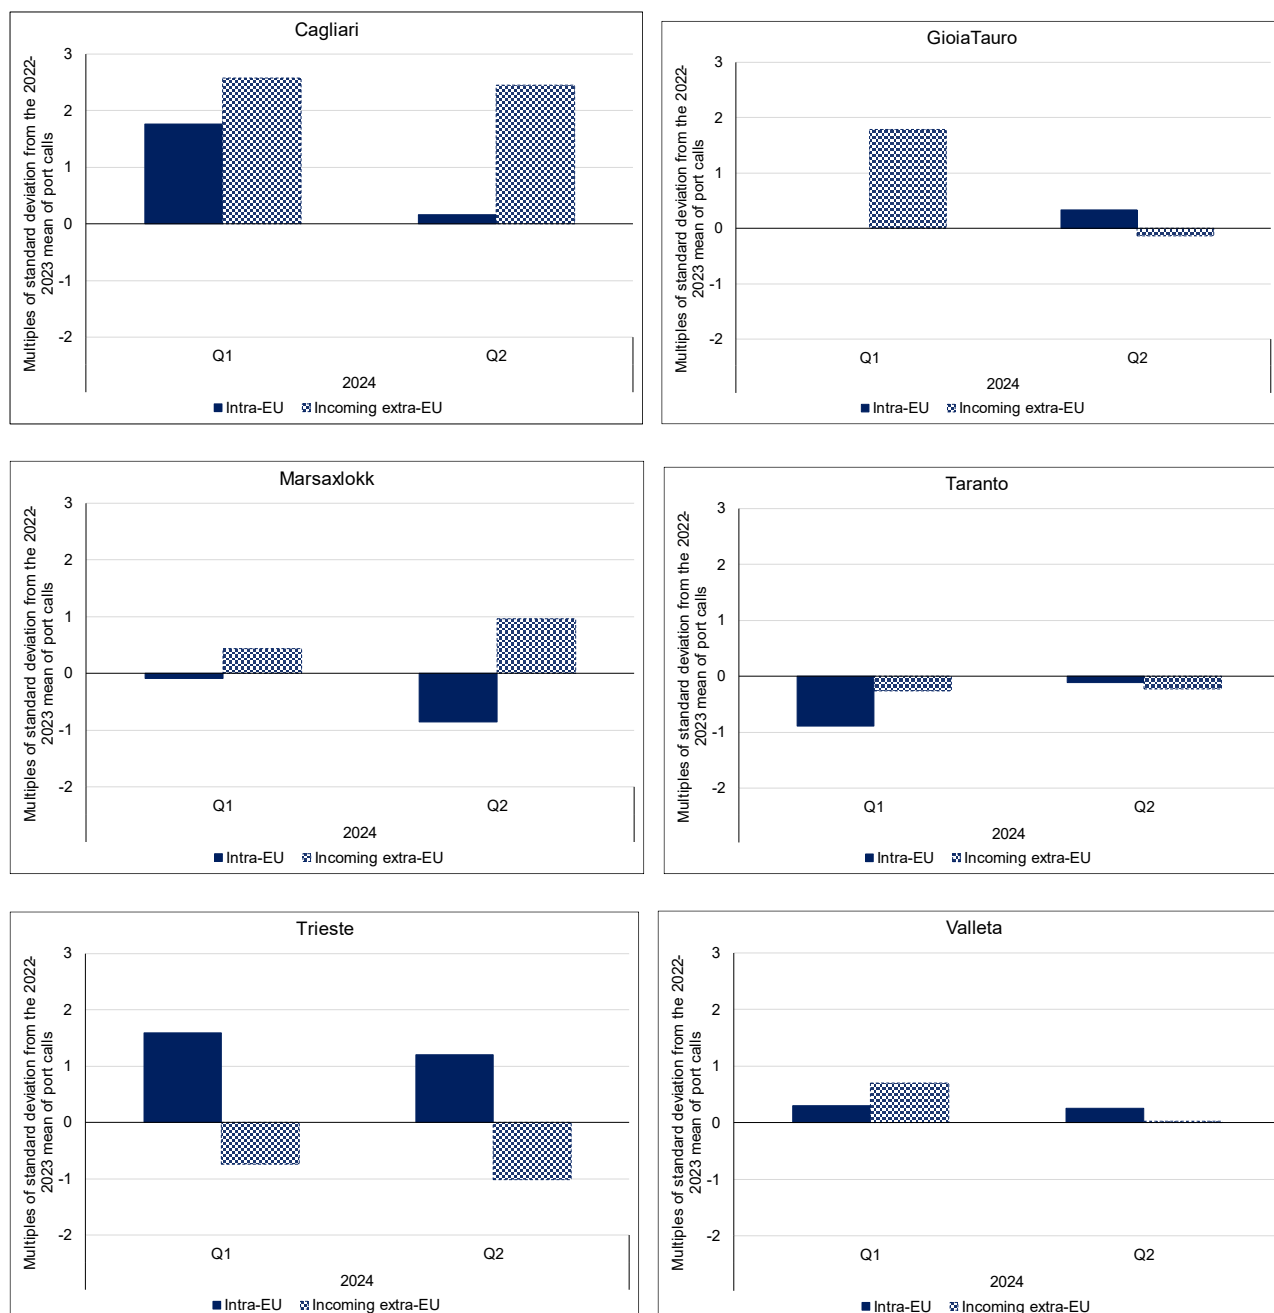 Cagliari
Multiples of standard deviation from the 2022-
2023 mean of port calls
3
2
1
0
-1
-2
Q1 Q2
2024
Intra-EU Incoming extra-EU
GioiaTauro
Multiples of standard deviation from the 2022-
2023 mean of port calls
3
2
1
0
-1
-2
Q1 Q2
2024
Intra-EU Incoming extra-EU
Marsaxlokk
Multiples of standard deviation from the 2022-
2023 mean of port calls
3
2
1
0
-1
-2
Q1 Q2
2024
Intra-EU Incoming extra-EU
Taranto
Multiples of standard deviation from the 2022-
2023 mean of port calls
3
2
1
0
-1
-2
Q1 Q2
2024
Intra-EU Incoming extra-EU
Trieste
Multiples of standard deviation from the 2022-
2023 mean of port calls
3
2
1
0
-1
-2
Q1 Q2
2024
Intra-EU Incoming extra-EU
Valleta
Multiples of standard deviation from the 2022-
2023 mean of port calls
3
2
1
0
-1
-2
Q1 Q2
2024
Intra-EU Incoming extra-EU